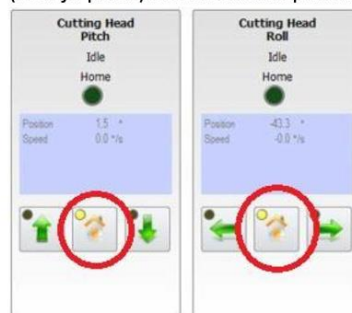 Cutting Head
Pitch
Idle
Home
Position 1.5 °
Speed 0.0 °/s
Cutting Head
Roll
Idle
Home
Position -43.3 °
Speed -0.0 °/s